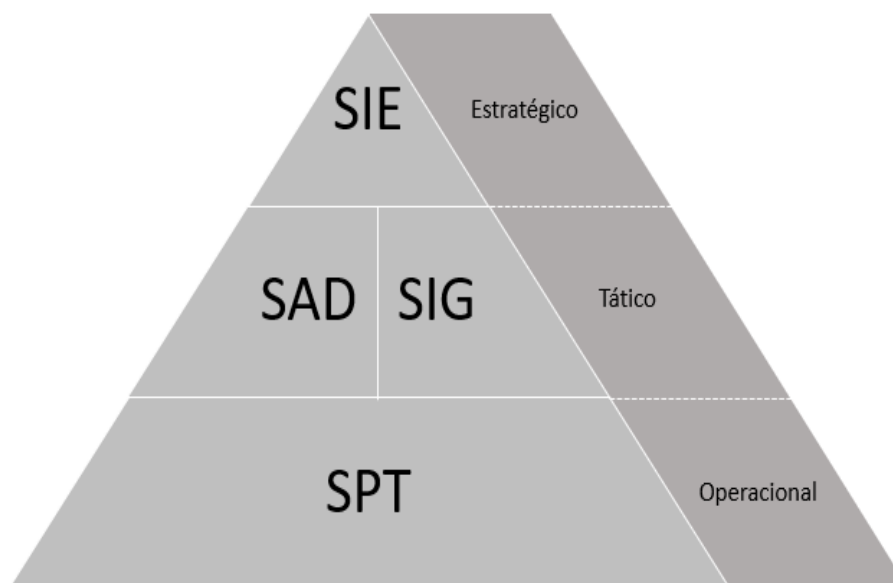 SIE
Estratégico
SAD SIG
Tático
SPT
Operacional